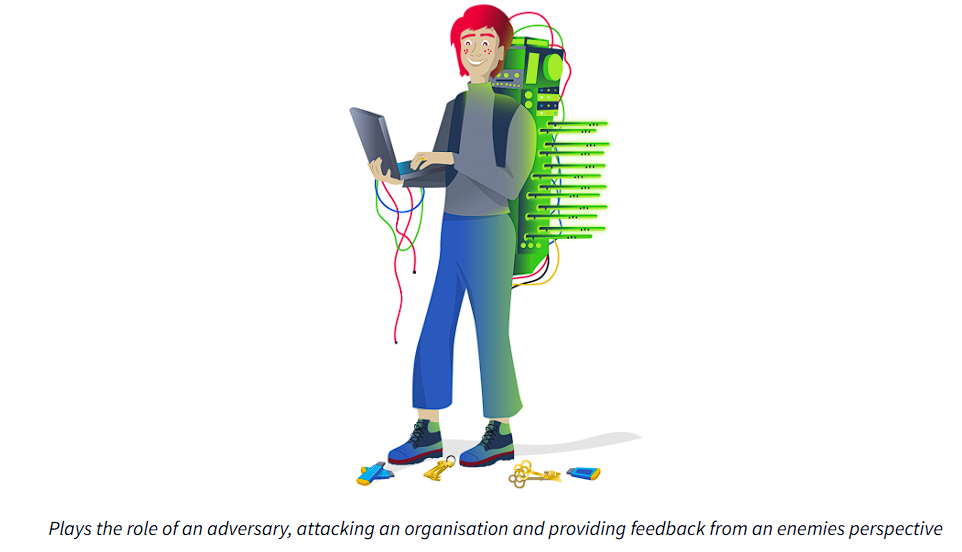 Plays the role of an adversary, attacking an organisation and providing feedback from an enemies perspective